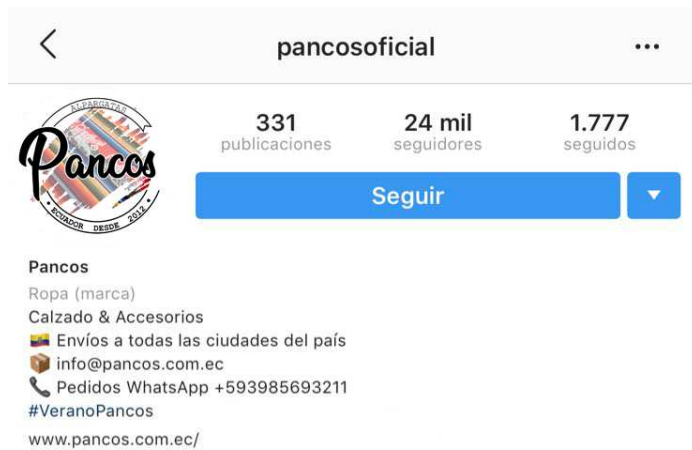 pancosoficial
ALPARGATAS
Pancos
ECUADOR DESDE 2012
331
publicaciones
24 mil
seguidores
1.777
seguidos
Seguir
Pancos
Ropa (marca)
Calzado & Accesorios
Envíos a todas las ciudades del país
info@pancos.com.ec
Pedidos WhatsApp +593985693211
#VeranoPancos
www.pancos.com.ec/